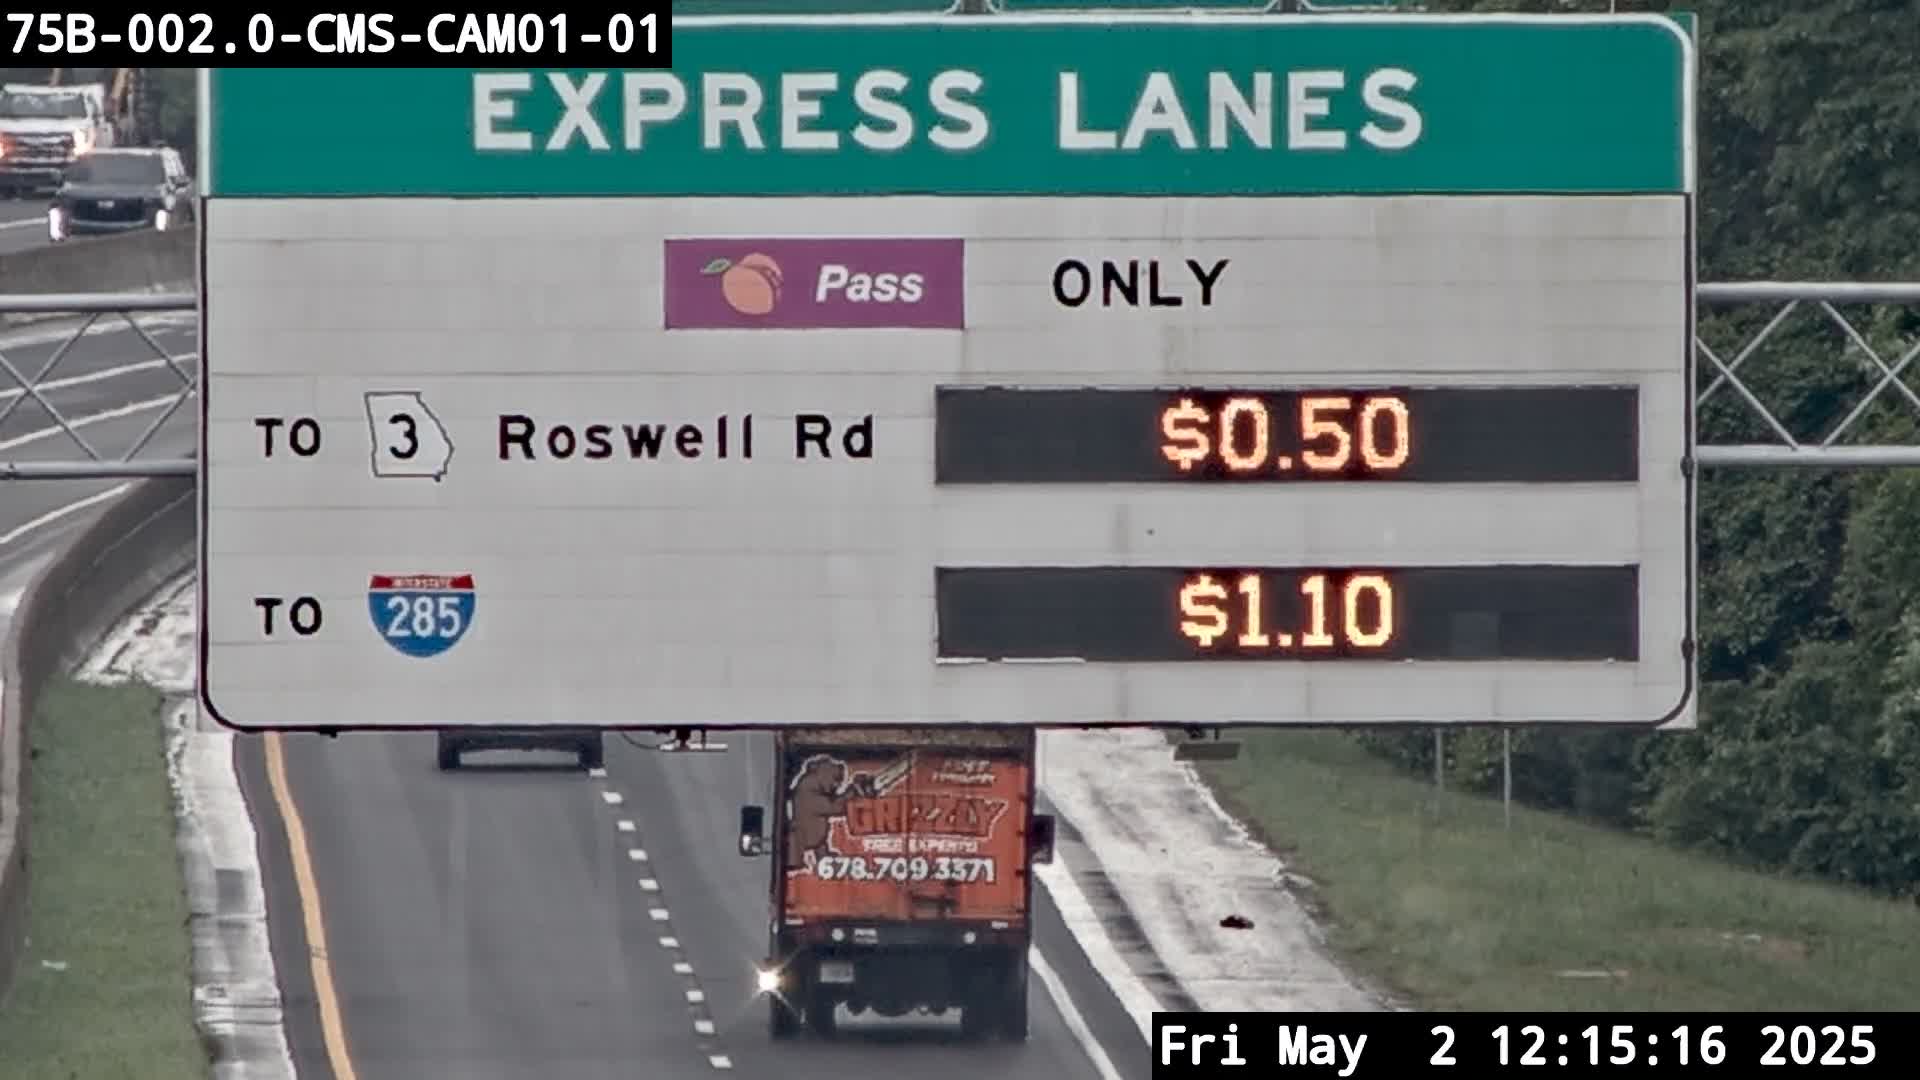 75B-002.0-CMS-CAM01-01
EXPRESS LANES
Pass ONLY
TO 3 Roswell Rd $0.50
TO INTERSTATE 285 $1.10
GRIZZLY
TREE EXPERTS
678.709.3371
Fri May 2 12:15:16 2025